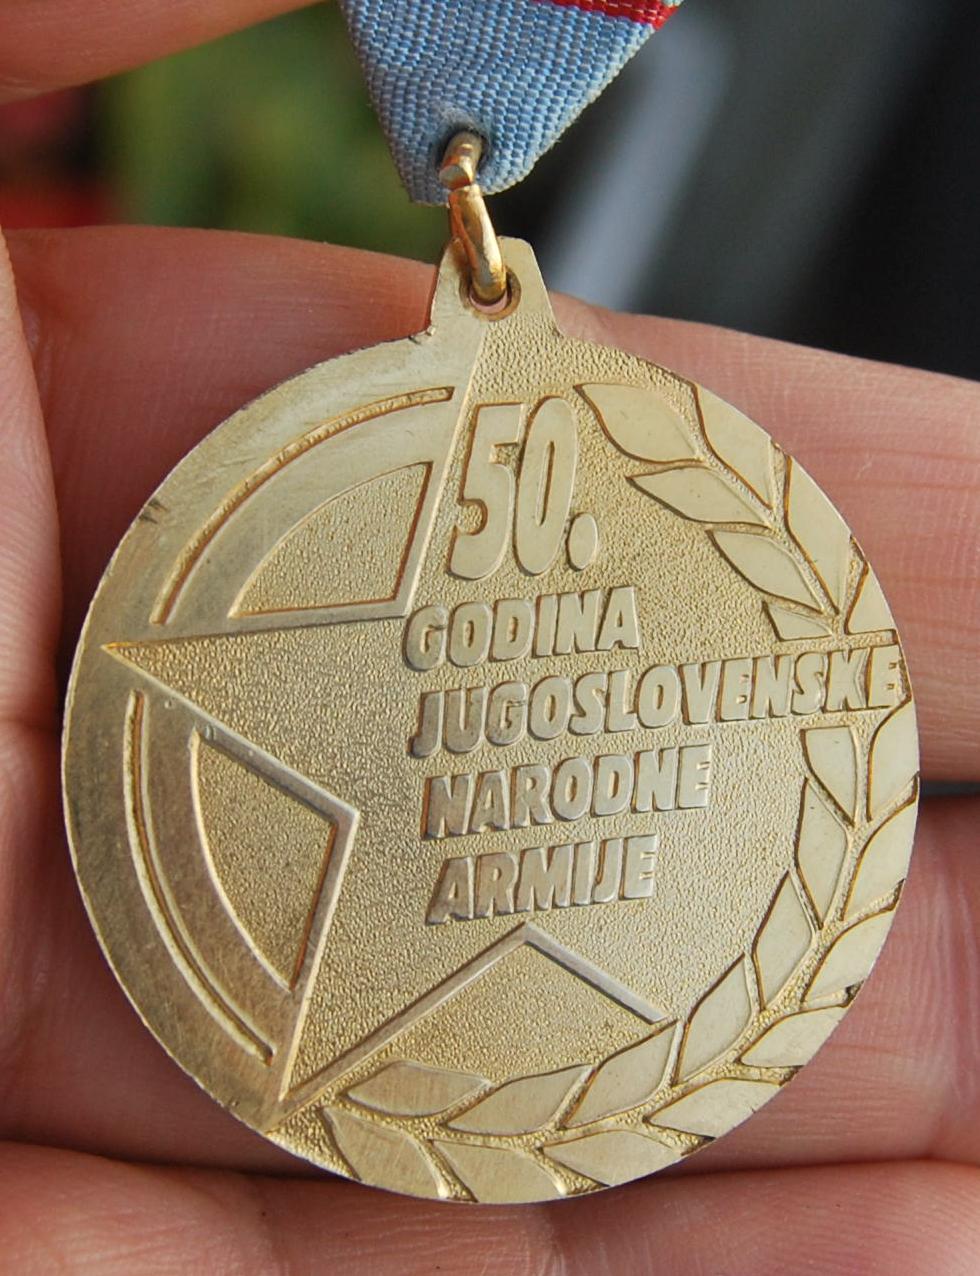 50.
GODINA
JUGOSLOVENSKE
NARODNE
ARMIJE